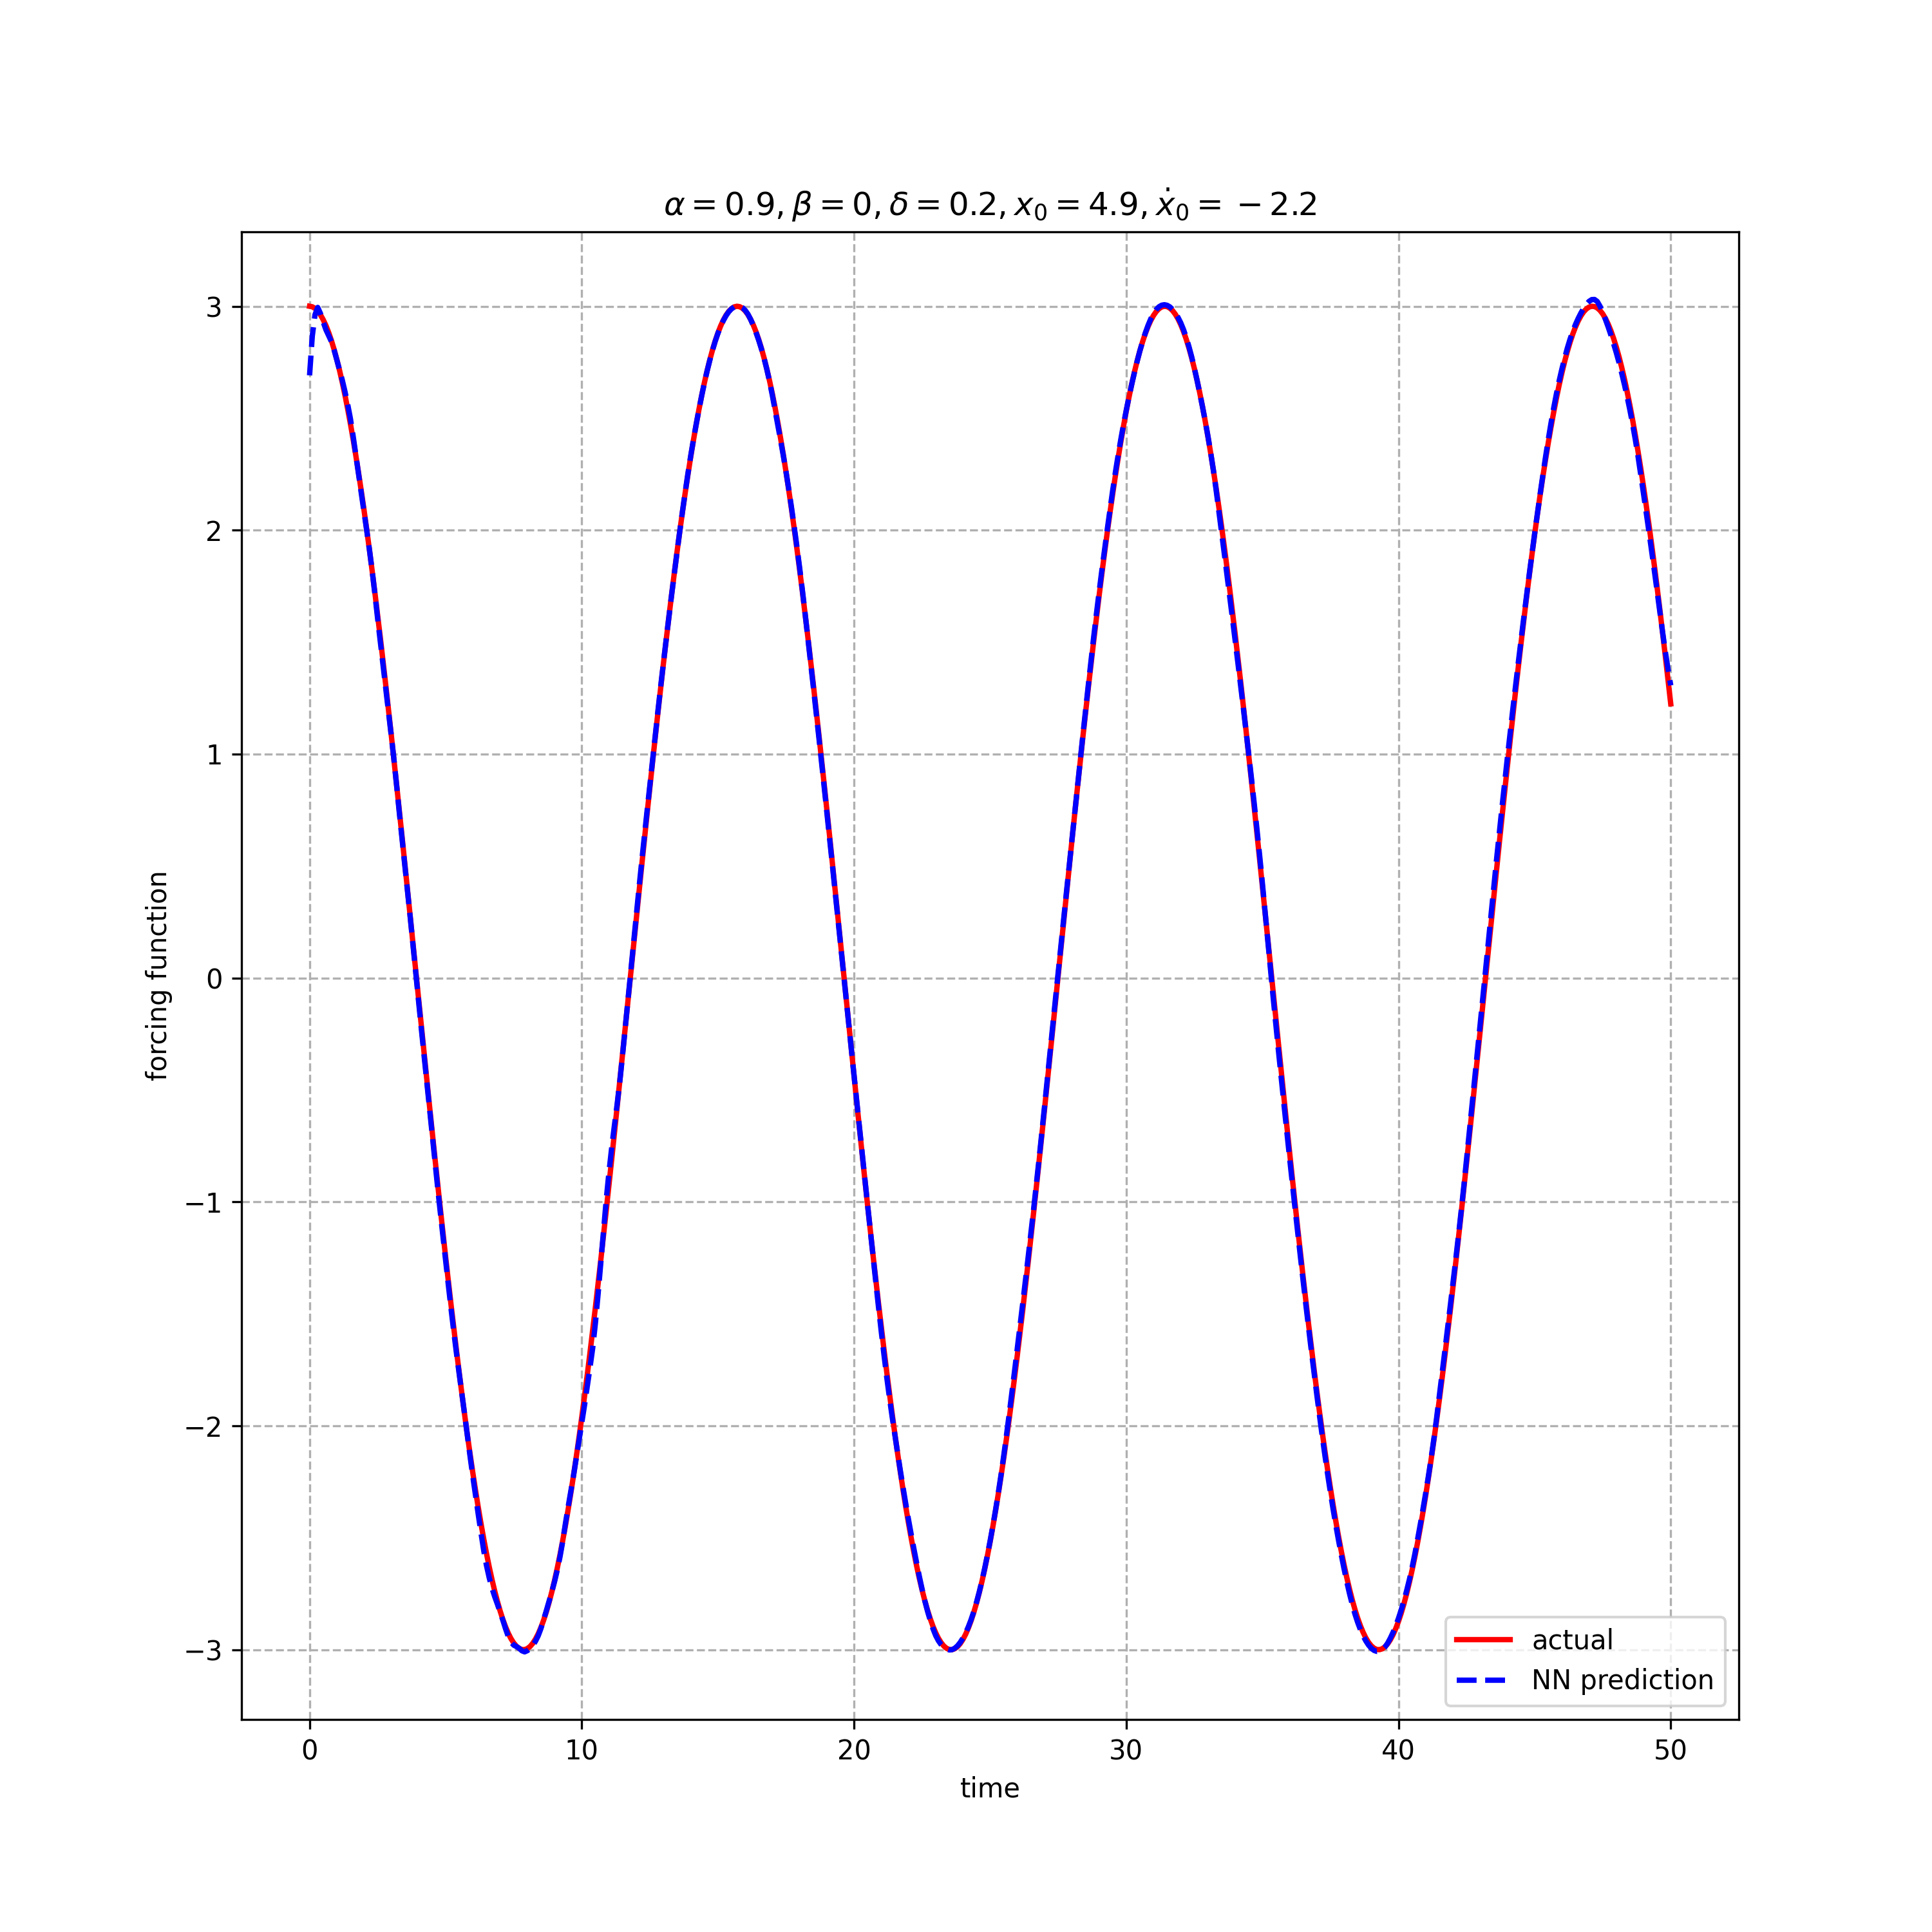 α = 0.9, β = 0, δ = 0.2, x₀ = 4.9, ẋ₀ = −2.2
3
2
1
0
−1
−2
−3
forcing function
0 10 20 30 40 50
time
actual
NN prediction